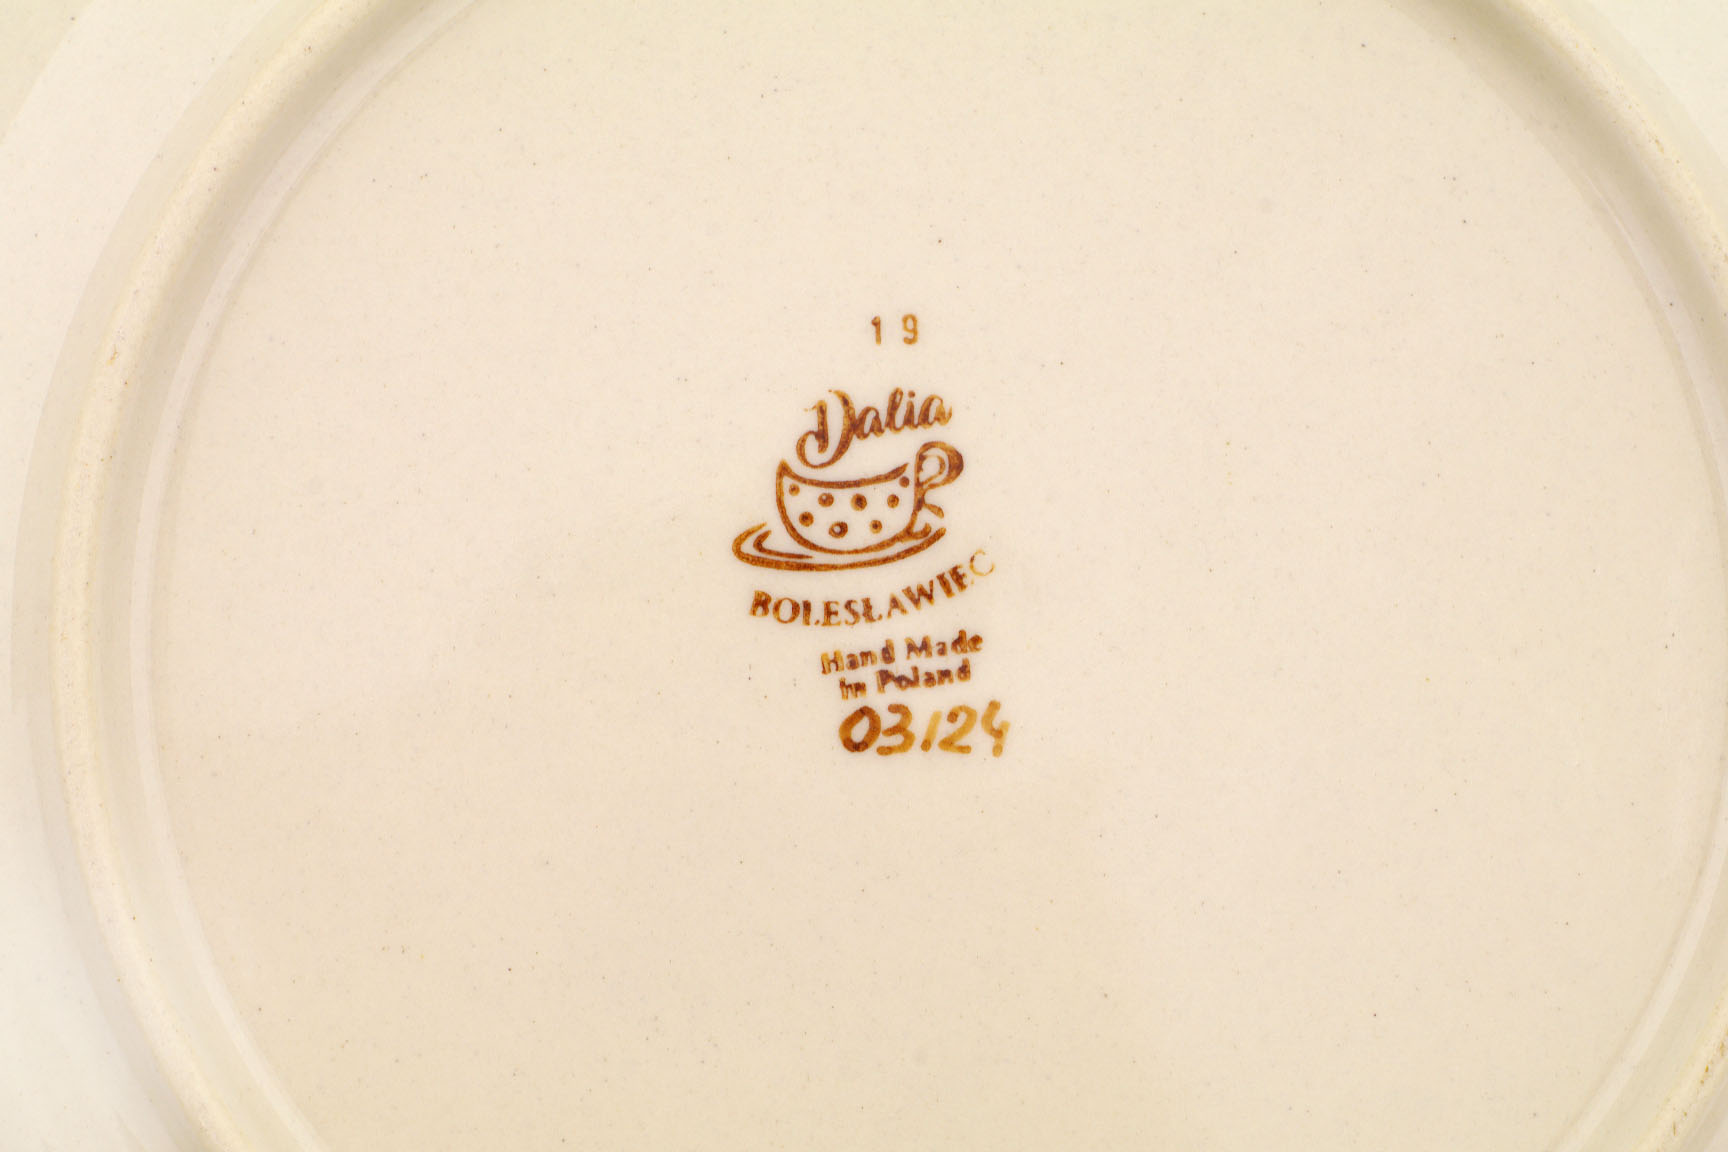 19
Dalia
BOLESŁAWIEC
Hand Made
in Poland
03/24